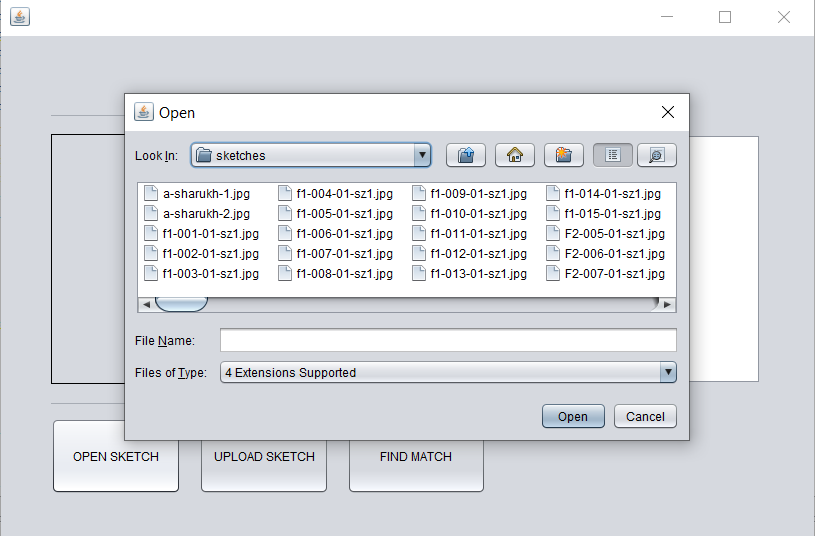 Open
Look In: sketches
a-sharukh-1.jpg f1-004-01-sz1.jpg f1-009-01-sz1.jpg f1-014-01-sz1.jpg
a-sharukh-2.jpg f1-005-01-sz1.jpg f1-010-01-sz1.jpg f1-015-01-sz1.jpg
f1-001-01-sz1.jpg f1-006-01-sz1.jpg f1-011-01-sz1.jpg F2-005-01-sz1.jpg
f1-002-01-sz1.jpg f1-007-01-sz1.jpg f1-012-01-sz1.jpg F2-006-01-sz1.jpg
f1-003-01-sz1.jpg f1-008-01-sz1.jpg f1-013-01-sz1.jpg F2-007-01-sz1.jpg
File Name:
Files of Type: 4 Extensions Supported
Open Cancel
OPEN SKETCH UPLOAD SKETCH FIND MATCH